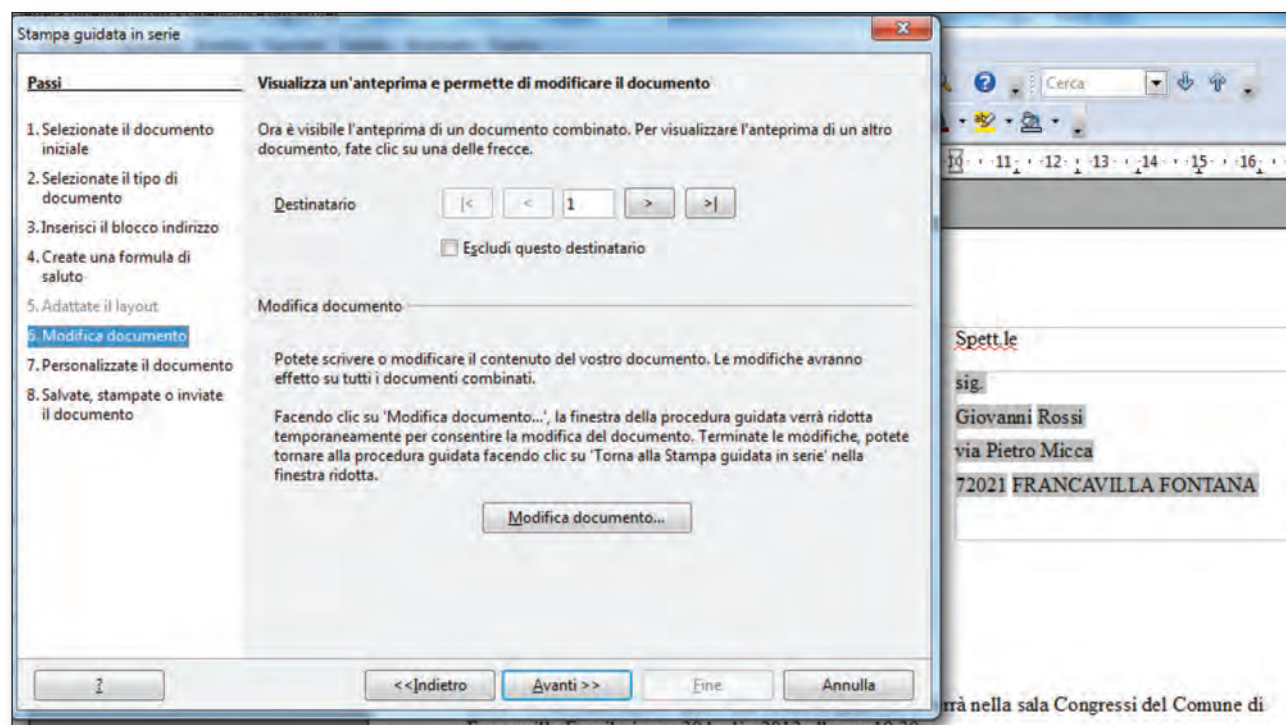 Stampa guidata in serie
Passi
1. Selezionate il documento
iniziale
2. Selezionate il tipo di
documento
3. Inserisci il blocco indirizzo
4. Create una formula di
saluto
5. Adattate il layout
6. Modifica documento
7. Personalizzate il documento
8. Salvate, stampate o inviate
il documento
Visualizza un'anteprima e permette di modificare il documento
Ora è visibile l'anteprima di un documento combinato. Per visualizzare l'anteprima di un altro
documento, fate clic su una delle frecce.
Destinatario |< < 1 > >|
Escludi questo destinatario
Modifica documento
Potete scrivere o modificare il contenuto del vostro documento. Le modifiche avranno
effetto su tutti i documenti combinati.
Facendo clic su 'Modifica documento...', la finestra della procedura guidata verrà ridotta
temporaneamente per consentire la modifica del documento. Terminate le modifiche, potete
tornare alla procedura guidata facendo clic su 'Torna alla Stampa guidata in serie' nella
finestra ridotta.
Modifica documento...
? <<Indietro Avanti >> Fine Annulla
Cerca
10 11 12 13 14 15 16
Spett.le
sig.
Giovanni Rossi
via Pietro Micca
72021 FRANCAVILLA FONTANA
rrà nella sala Congressi del Comune di